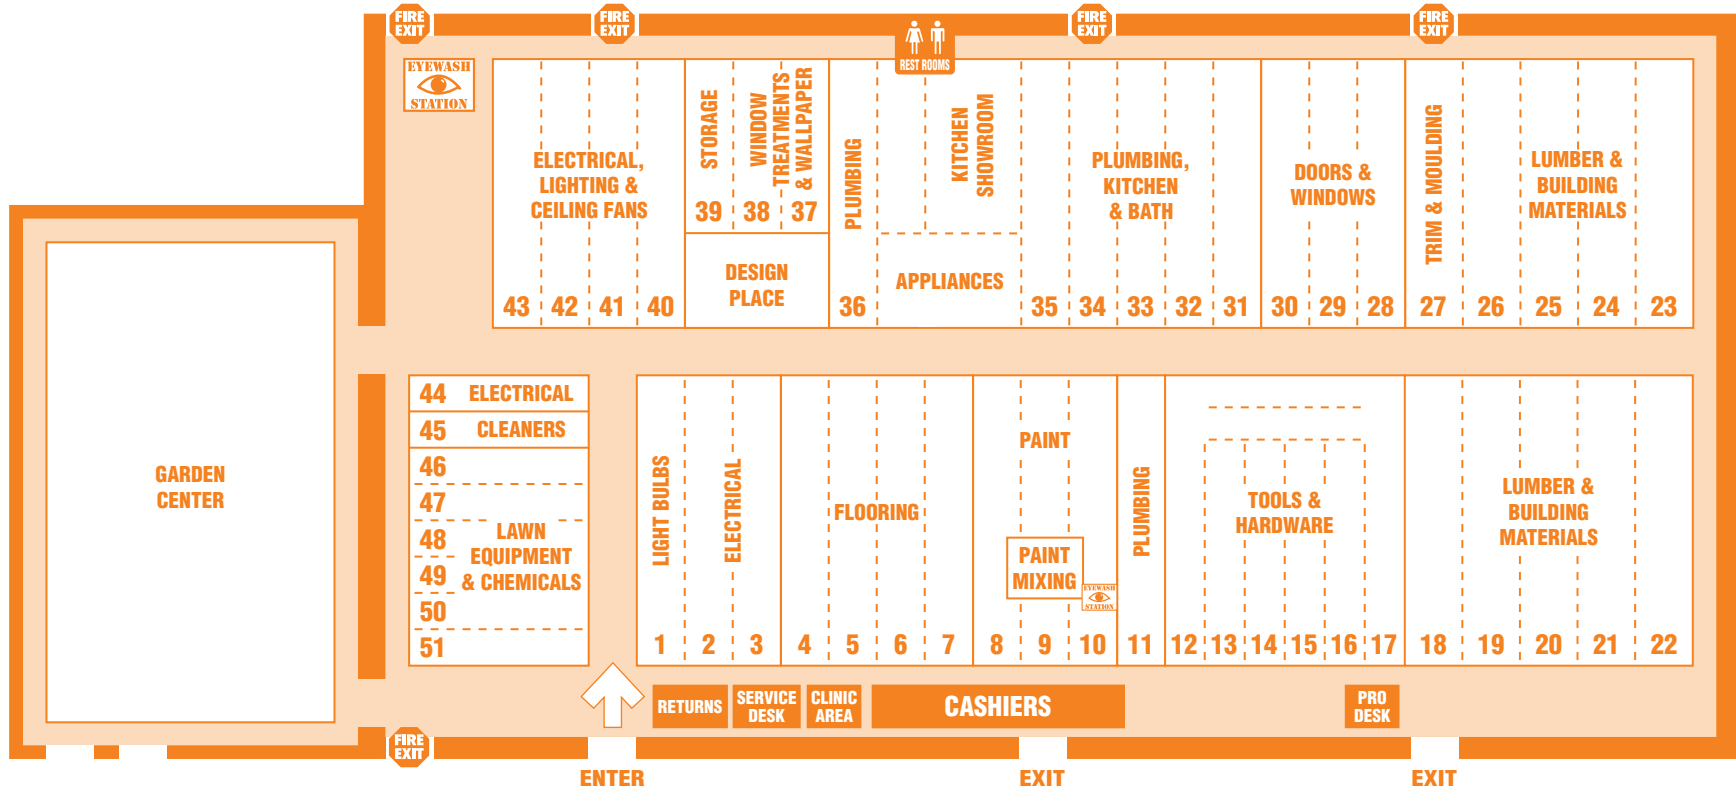 FIRE
EXIT
FIRE
EXIT
FIRE
EXIT
FIRE
EXIT
REST ROOMS
EYEWASH
STATION
ELECTRICAL,
LIGHTING &
CEILING FANS
43
42
41
40
STORAGE
39
WINDOW
TREATMENTS
& WALLPAPER
38
37
DESIGN
PLACE
PLUMBING
36
KITCHEN
SHOWROOM
APPLIANCES
PLUMBING,
KITCHEN
& BATH
35
34
33
32
31
DOORS &
WINDOWS
30
29
28
TRIM & MOULDING
27
LUMBER &
BUILDING
MATERIALS
26
25
24
23
GARDEN
CENTER
44 ELECTRICAL
45 CLEANERS
46
47
48
49
50
51
LAWN
EQUIPMENT
& CHEMICALS
LIGHT BULBS
1
ELECTRICAL
2
3
FLOORING
4
5
6
7
PAINT
PAINT
MIXING
EYEWASH
STATION
8
9
10
PLUMBING
11
TOOLS &
HARDWARE
12
13
14
15
16
17
LUMBER &
BUILDING
MATERIALS
18
19
20
21
22
RETURNS
SERVICE
DESK
CLINIC
AREA
CASHIERS
PRO
DESK
FIRE
EXIT
ENTER
EXIT
EXIT